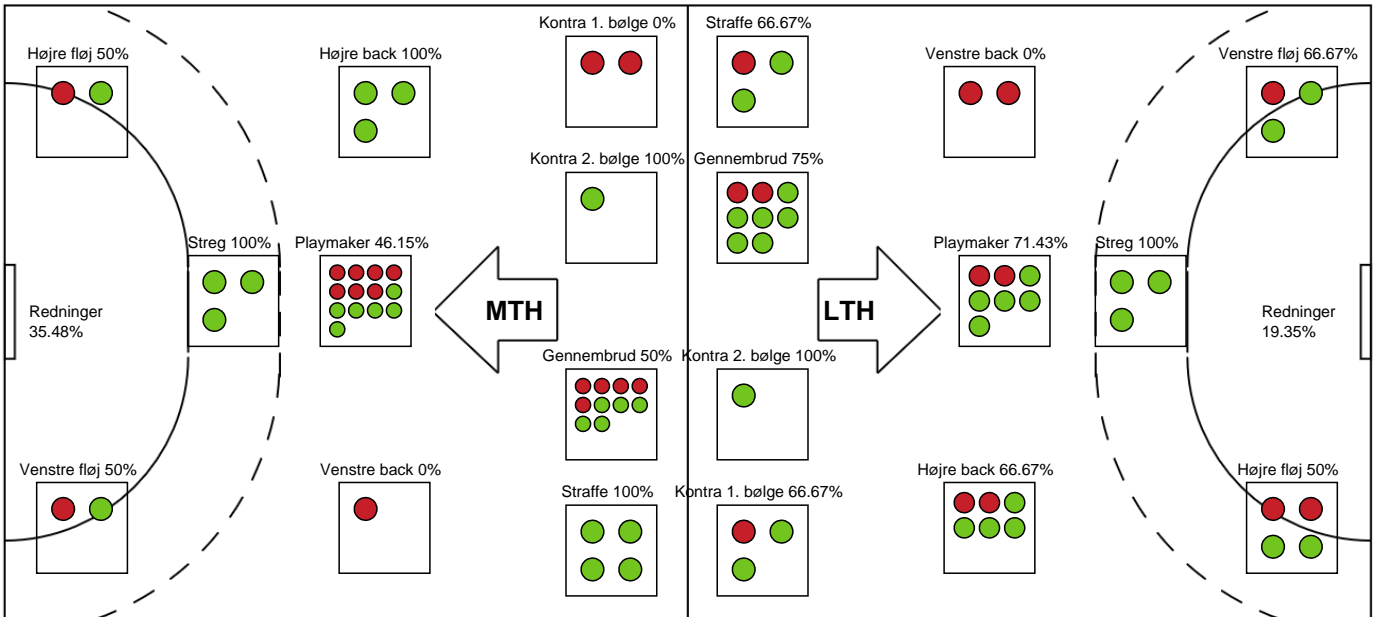 Kontra 1. bølge 0%
Straffe 66.67%
Højre fløj 50%
Højre back 100%
Venstre back 0%
Venstre fløj 66.67%
Kontra 2. bølge 100%
Gennembrud 75%
Streg 100%
Playmaker 46.15%
Playmaker 71.43%
Streg 100%
Redninger
35.48%
MTH
LTH
Redninger
19.35%
Gennembrud 50%
Kontra 2. bølge 100%
Venstre fløj 50%
Venstre back 0%
Straffe 100%
Kontra 1. bølge 66.67%
Højre back 66.67%
Højre fløj 50%